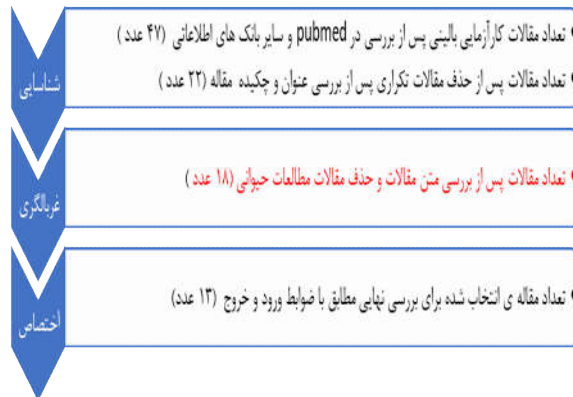 • تعداد مقالات کارآزمایی بالینی پس از بررسی در pubmed و سایر بانک های اطلاعاتی (۴۷ عدد )
• تعداد مقالات پس از حذف مقالات تکراری پس از بررسی عنوان و چکیده مقاله (۲۲ عدد )
شناسایی
• تعداد مقالات پس از بررسی متن مقالات و حذف مقالات مطالعات حیوانی (۱۸ عدد )
غربالگری
• تعداد مقاله ی انتخاب شده برای بررسی نهایی مطابق با ضوابط ورود و خروج (۱۳ عدد)
اختصاص